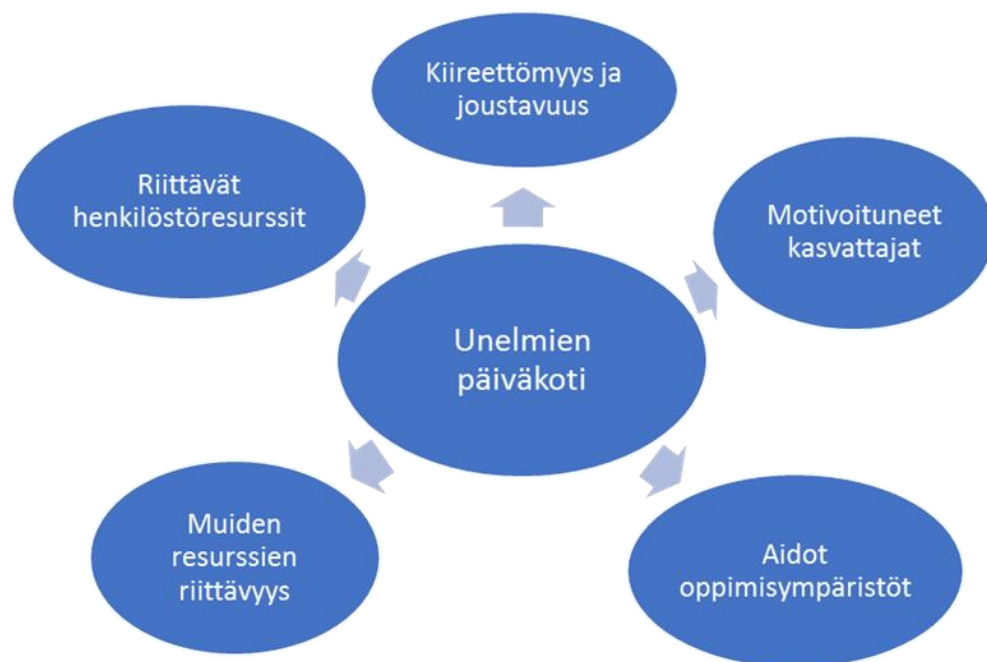 Kiireettömyys ja
joustavuus
Riittävät
henkilöstöresurssit
Motivoituneet
kasvattajat
Unelmien
päiväkoti
Muiden
resurssien
riittävyys
Aidot
oppimisympäristöt